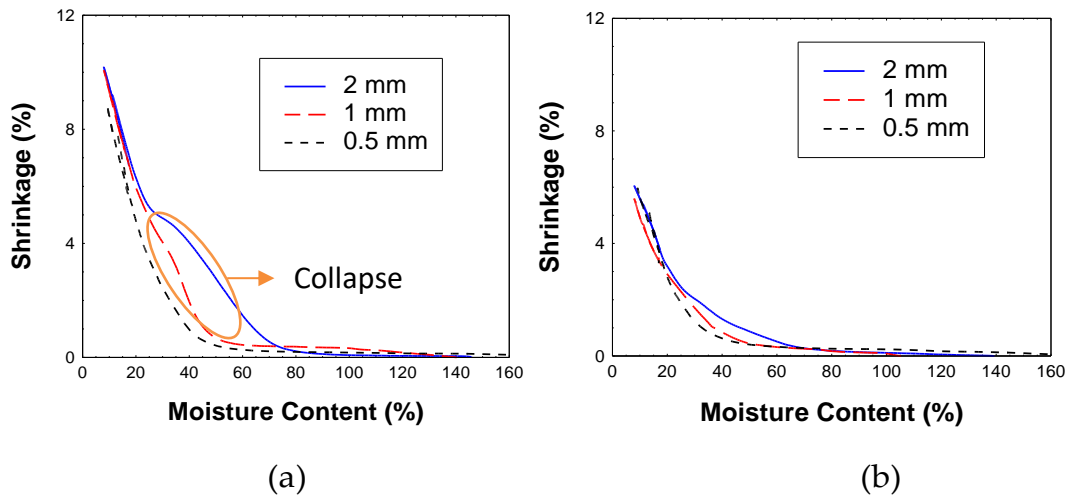 12
8
4
0
0 20 40 60 80 100 120 140 160
Shrinkage (%)
Moisture Content (%)
2 mm
1 mm
0.5 mm
Collapse
(a)
12
8
4
0
0 20 40 60 80 100 120 140 160
Shrinkage (%)
Moisture Content (%)
2 mm
1 mm
0.5 mm
(b)